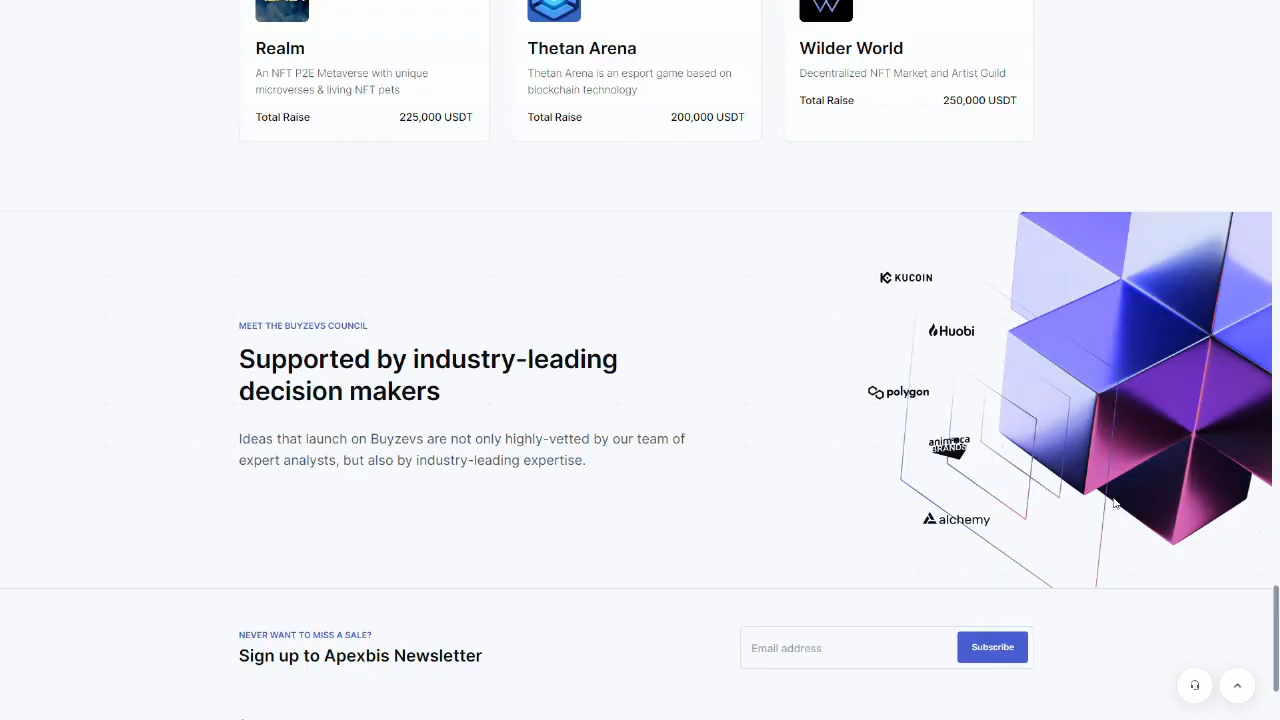 Realm
An NFT P2E Metaverse with unique
microverses & living NFT pets
Total Raise 225,000 USDT
Thetan Arena
Thetan Arena is an esport game based on
blockchain technology
Total Raise 200,000 USDT
Wilder World
Decentralized NFT Market and Artist Guild
Total Raise 250,000 USDT
MEET THE BUYZEVS COUNCIL
Supported by industry-leading
decision makers
Ideas that launch on Buyzevs are not only highly-vetted by our team of
expert analysts, but also by industry-leading expertise.
KUCOIN
Huobi
polygon
animoca
BRANDS
alchemy
NEVER WANT TO MISS A SALE?
Sign up to Apexbis Newsletter
Email address
Subscribe